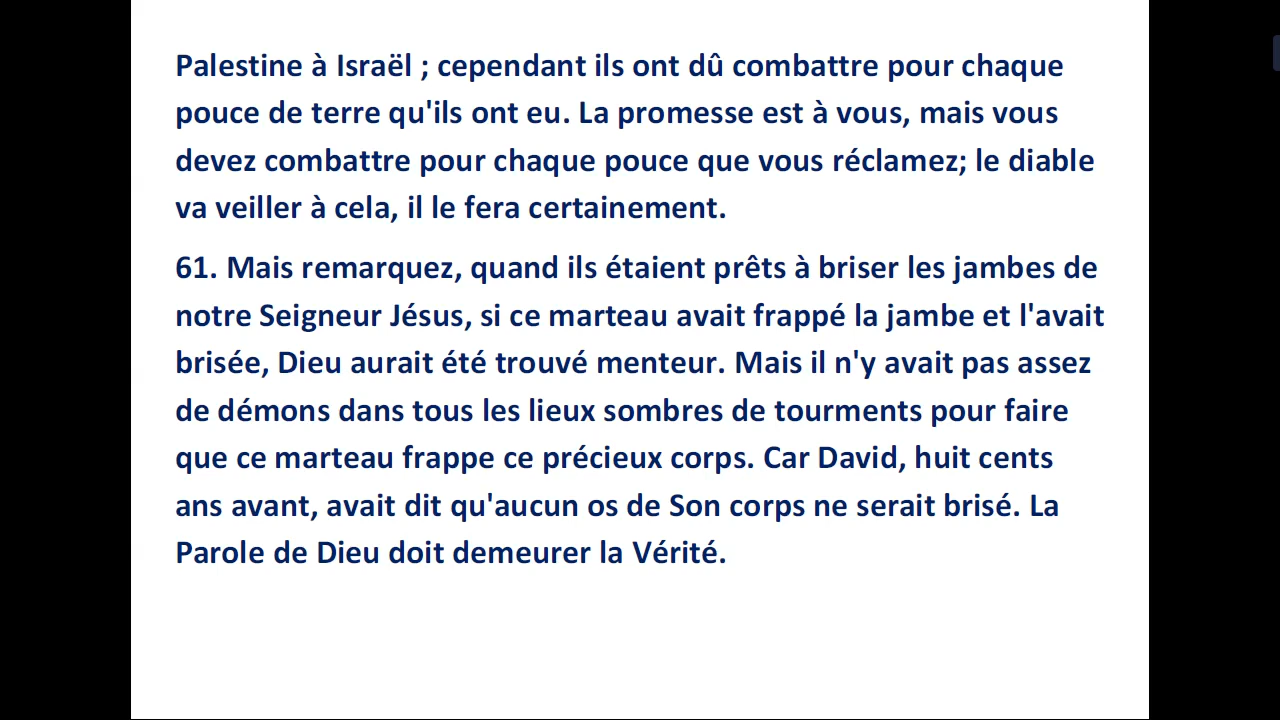 Palestine à Israël ; cependant ils ont dû combattre pour chaque
pouce de terre qu'ils ont eu. La promesse est à vous, mais vous
devez combattre pour chaque pouce que vous réclamez; le diable
va veiller à cela, il le fera certainement.
61. Mais remarquez, quand ils étaient prêts à briser les jambes de
notre Seigneur Jésus, si ce marteau avait frappé la jambe et l'avait
brisée, Dieu aurait été trouvé menteur. Mais il n'y avait pas assez
de démons dans tous les lieux sombres de tourments pour faire
que ce marteau frappe ce précieux corps. Car David, huit cents
ans avant, avait dit qu'aucun os de Son corps ne serait brisé. La
Parole de Dieu doit demeurer la Vérité.